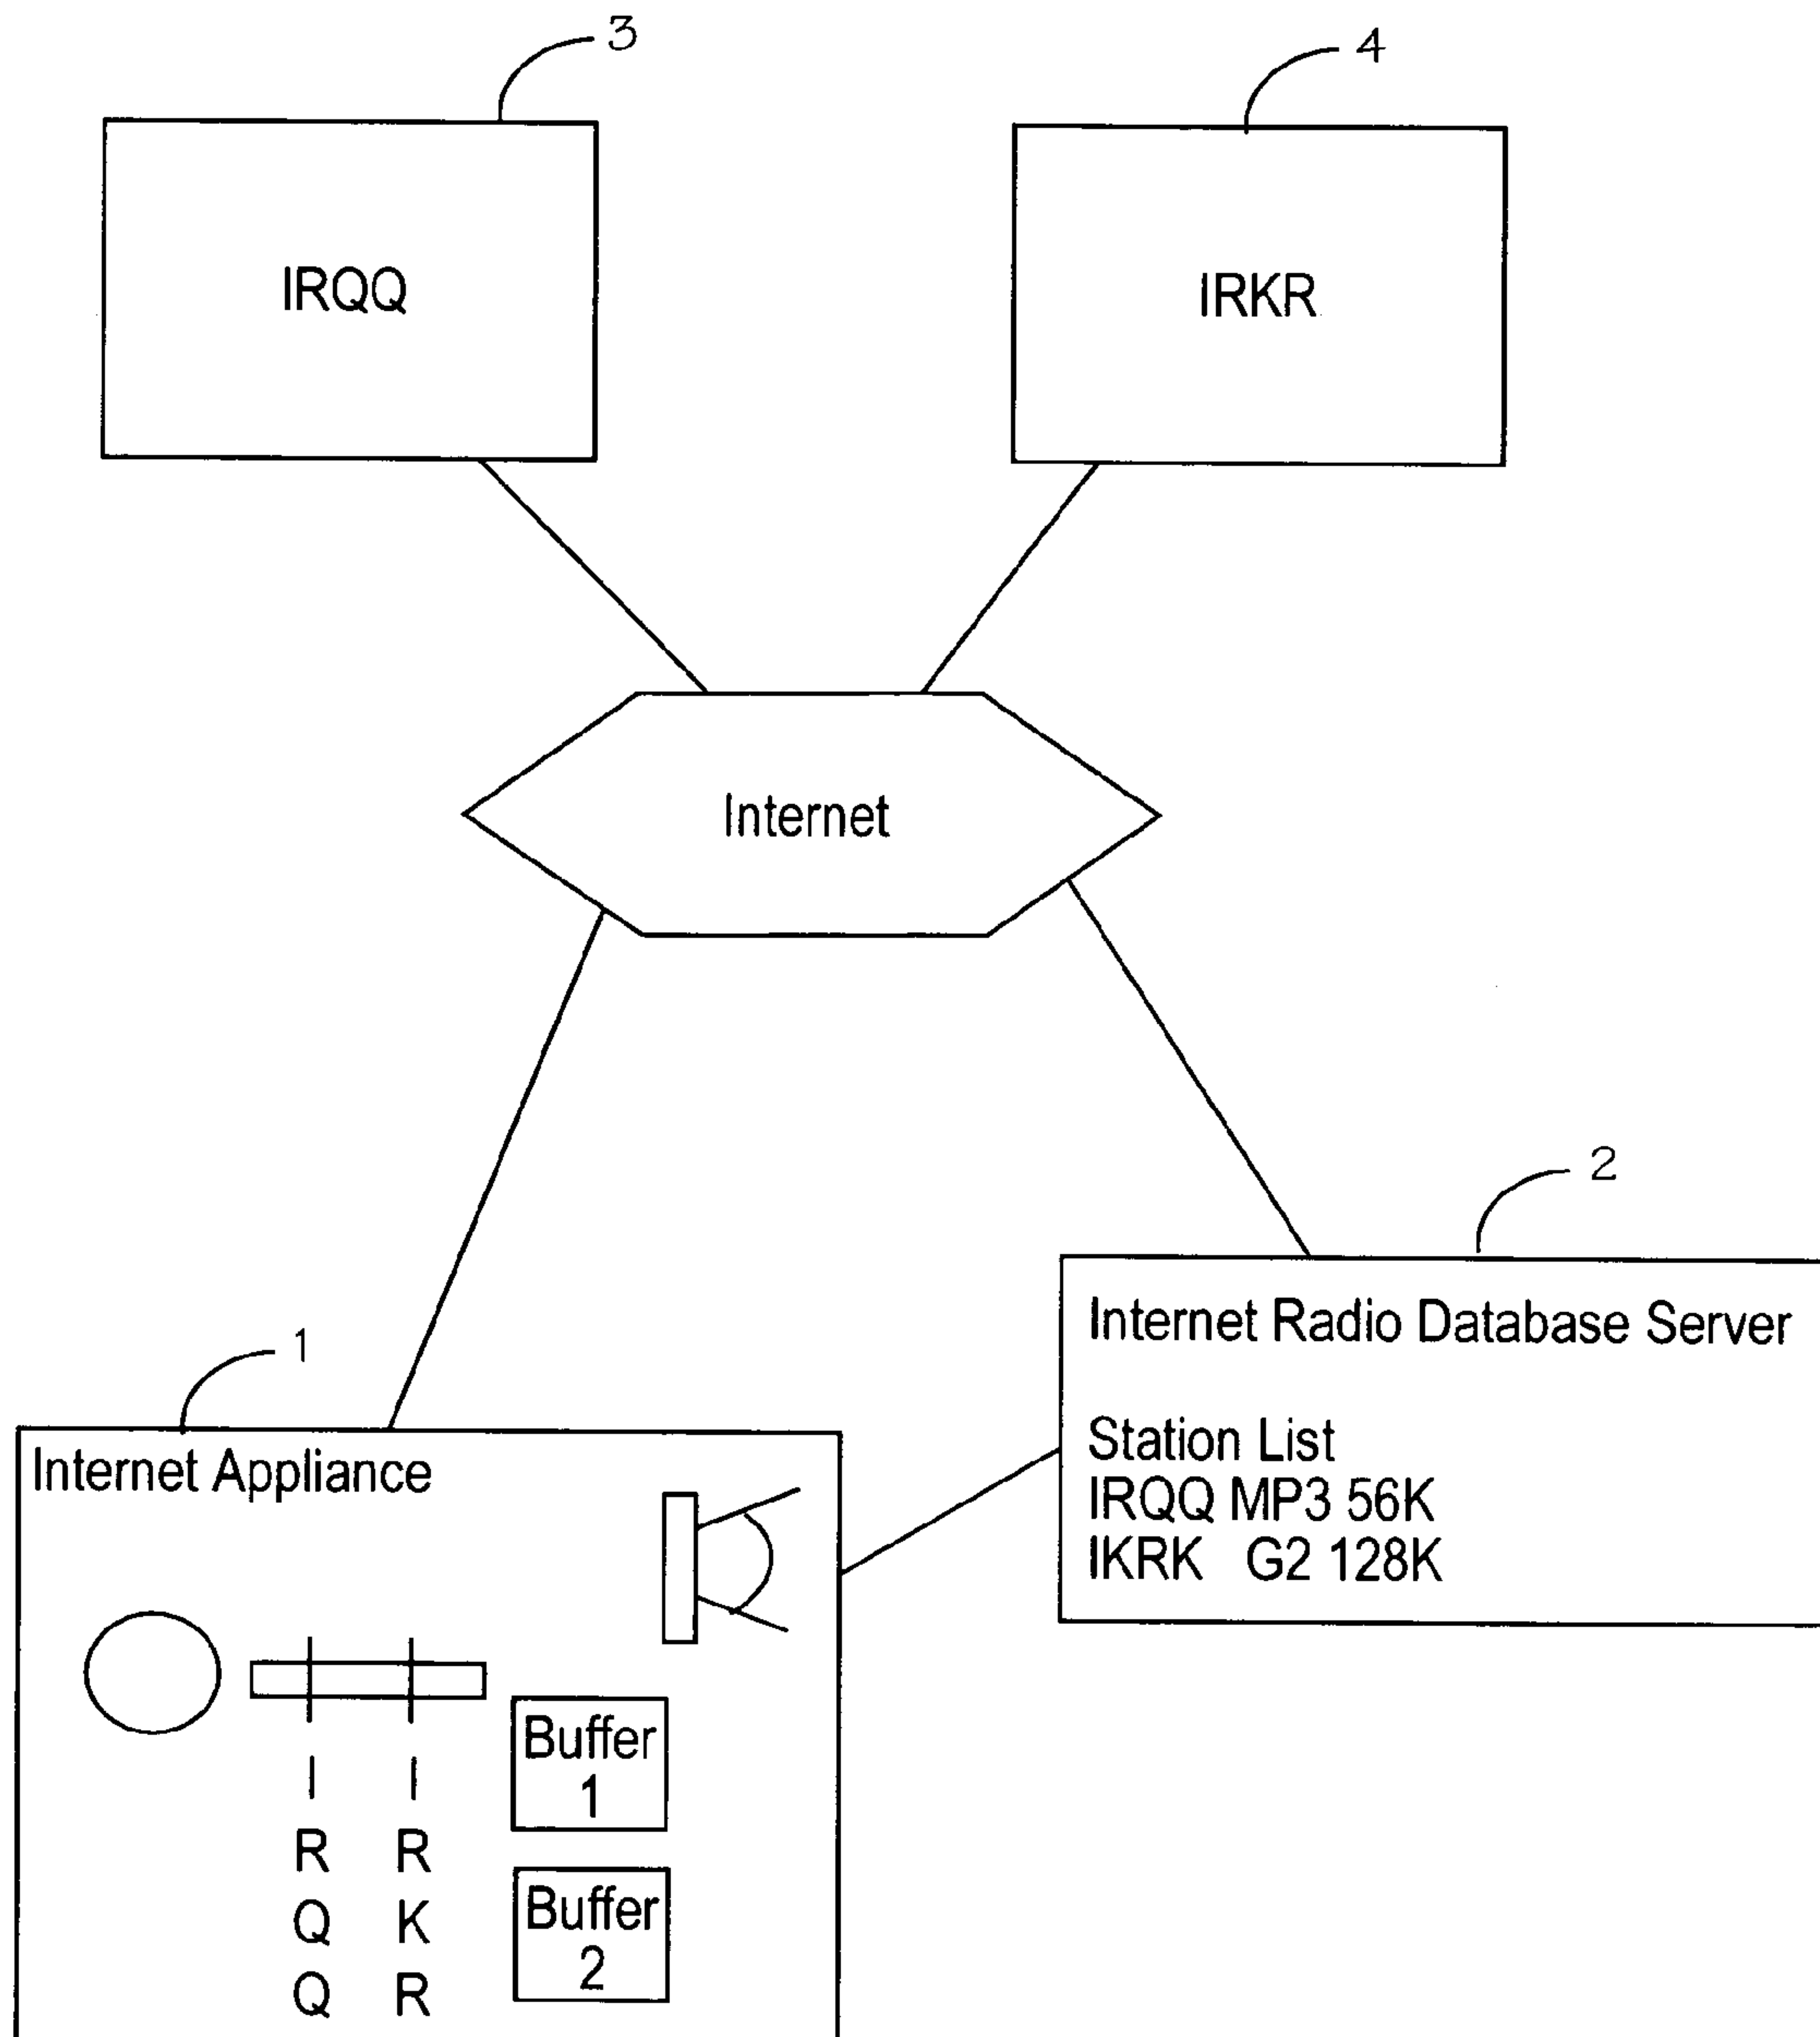 3
4
IRQQ
IRKR
Internet
2
Internet Radio Database Server
Station List
IRQQ MP3 56K
IKRK G2 128K
1
Internet Appliance
Buffer
1
Buffer
2
I I
R R
Q K
Q R